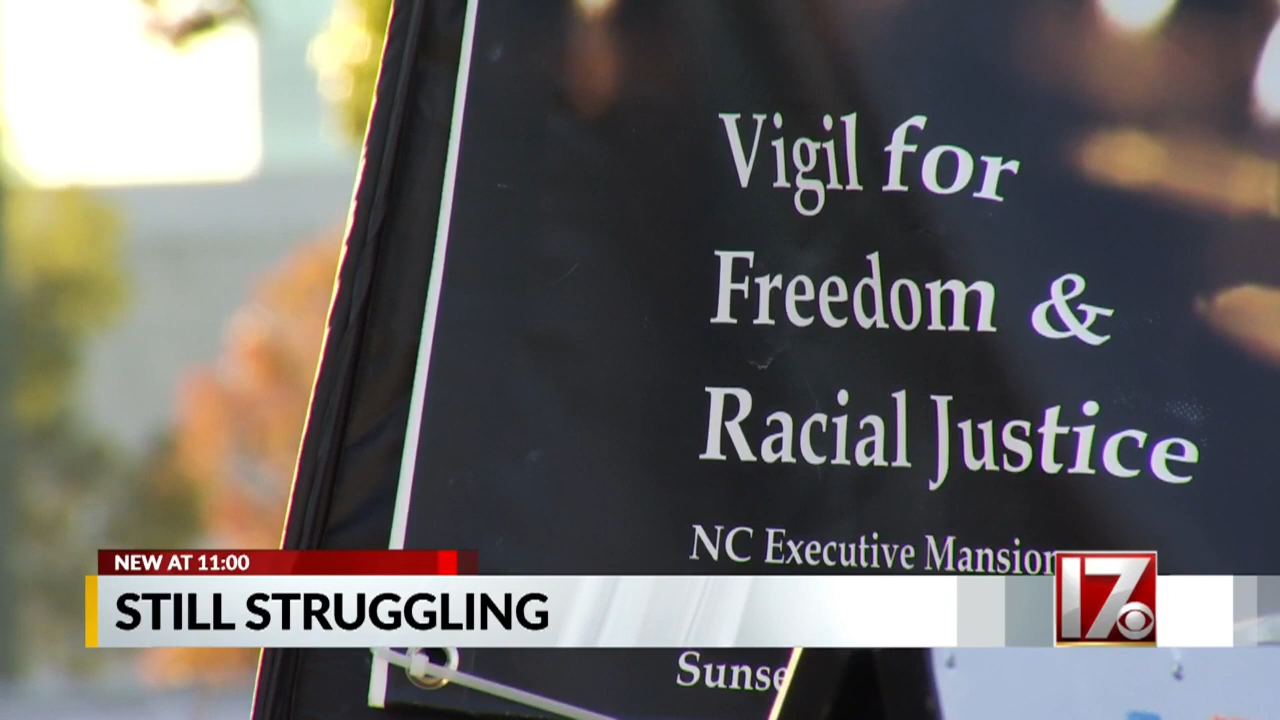 Vigil for
Freedom &
Racial Justice
NC Executive Mansion
NEW AT 11:00
STILL STRUGGLING
17